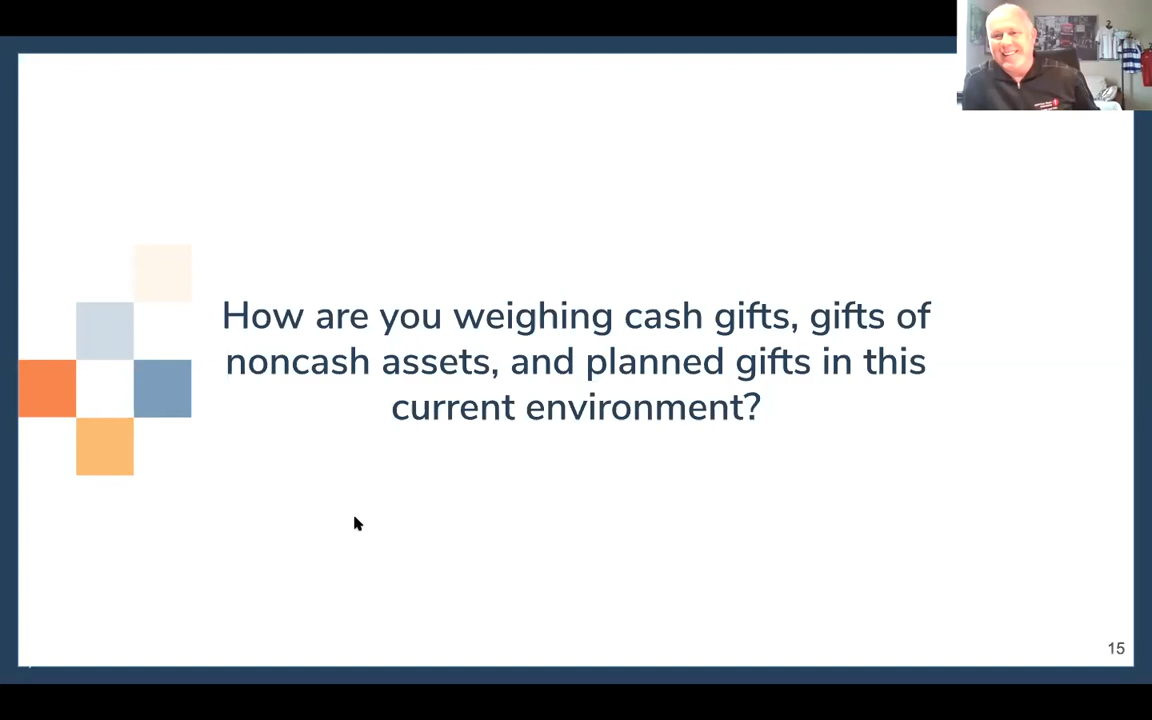 How are you weighing cash gifts, gifts of
noncash assets, and planned gifts in this
current environment?
15